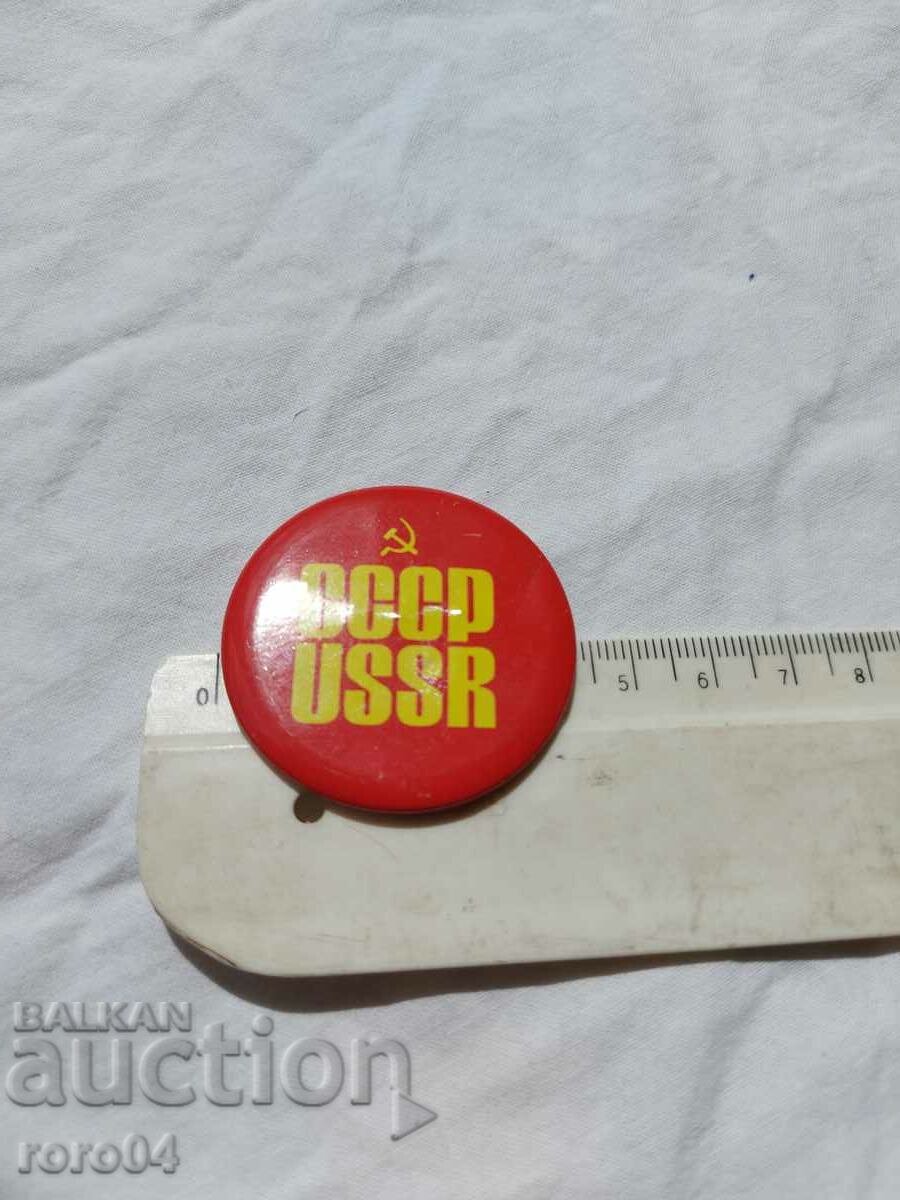 СССР
USSR
0 5 6 7 8
BALKAN
auction
roro04